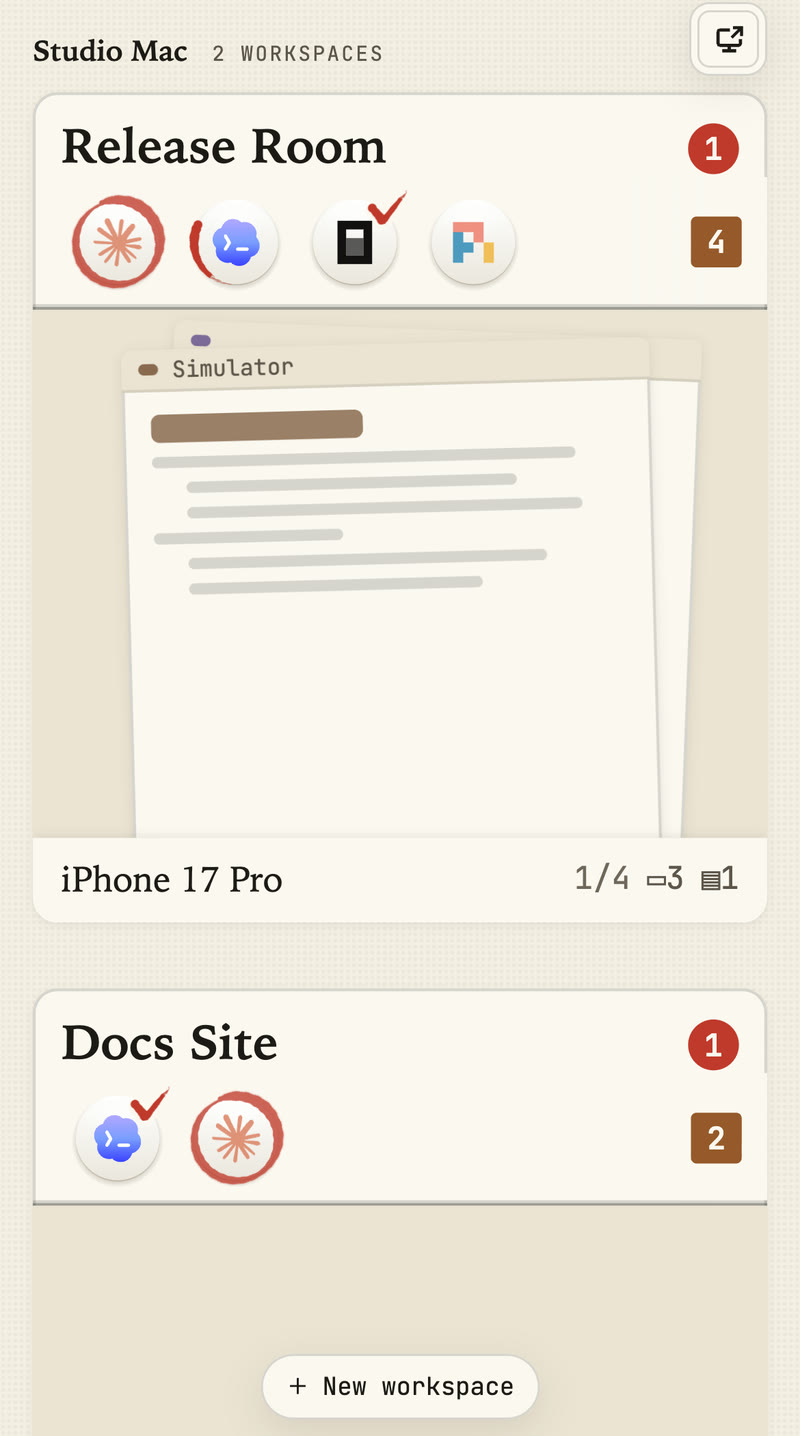 Studio Mac 2 WORKSPACES
Release Room 1
4
Simulator
iPhone 17 Pro 1/4 ▭3 ▤1
Docs Site 1
2
+ New workspace